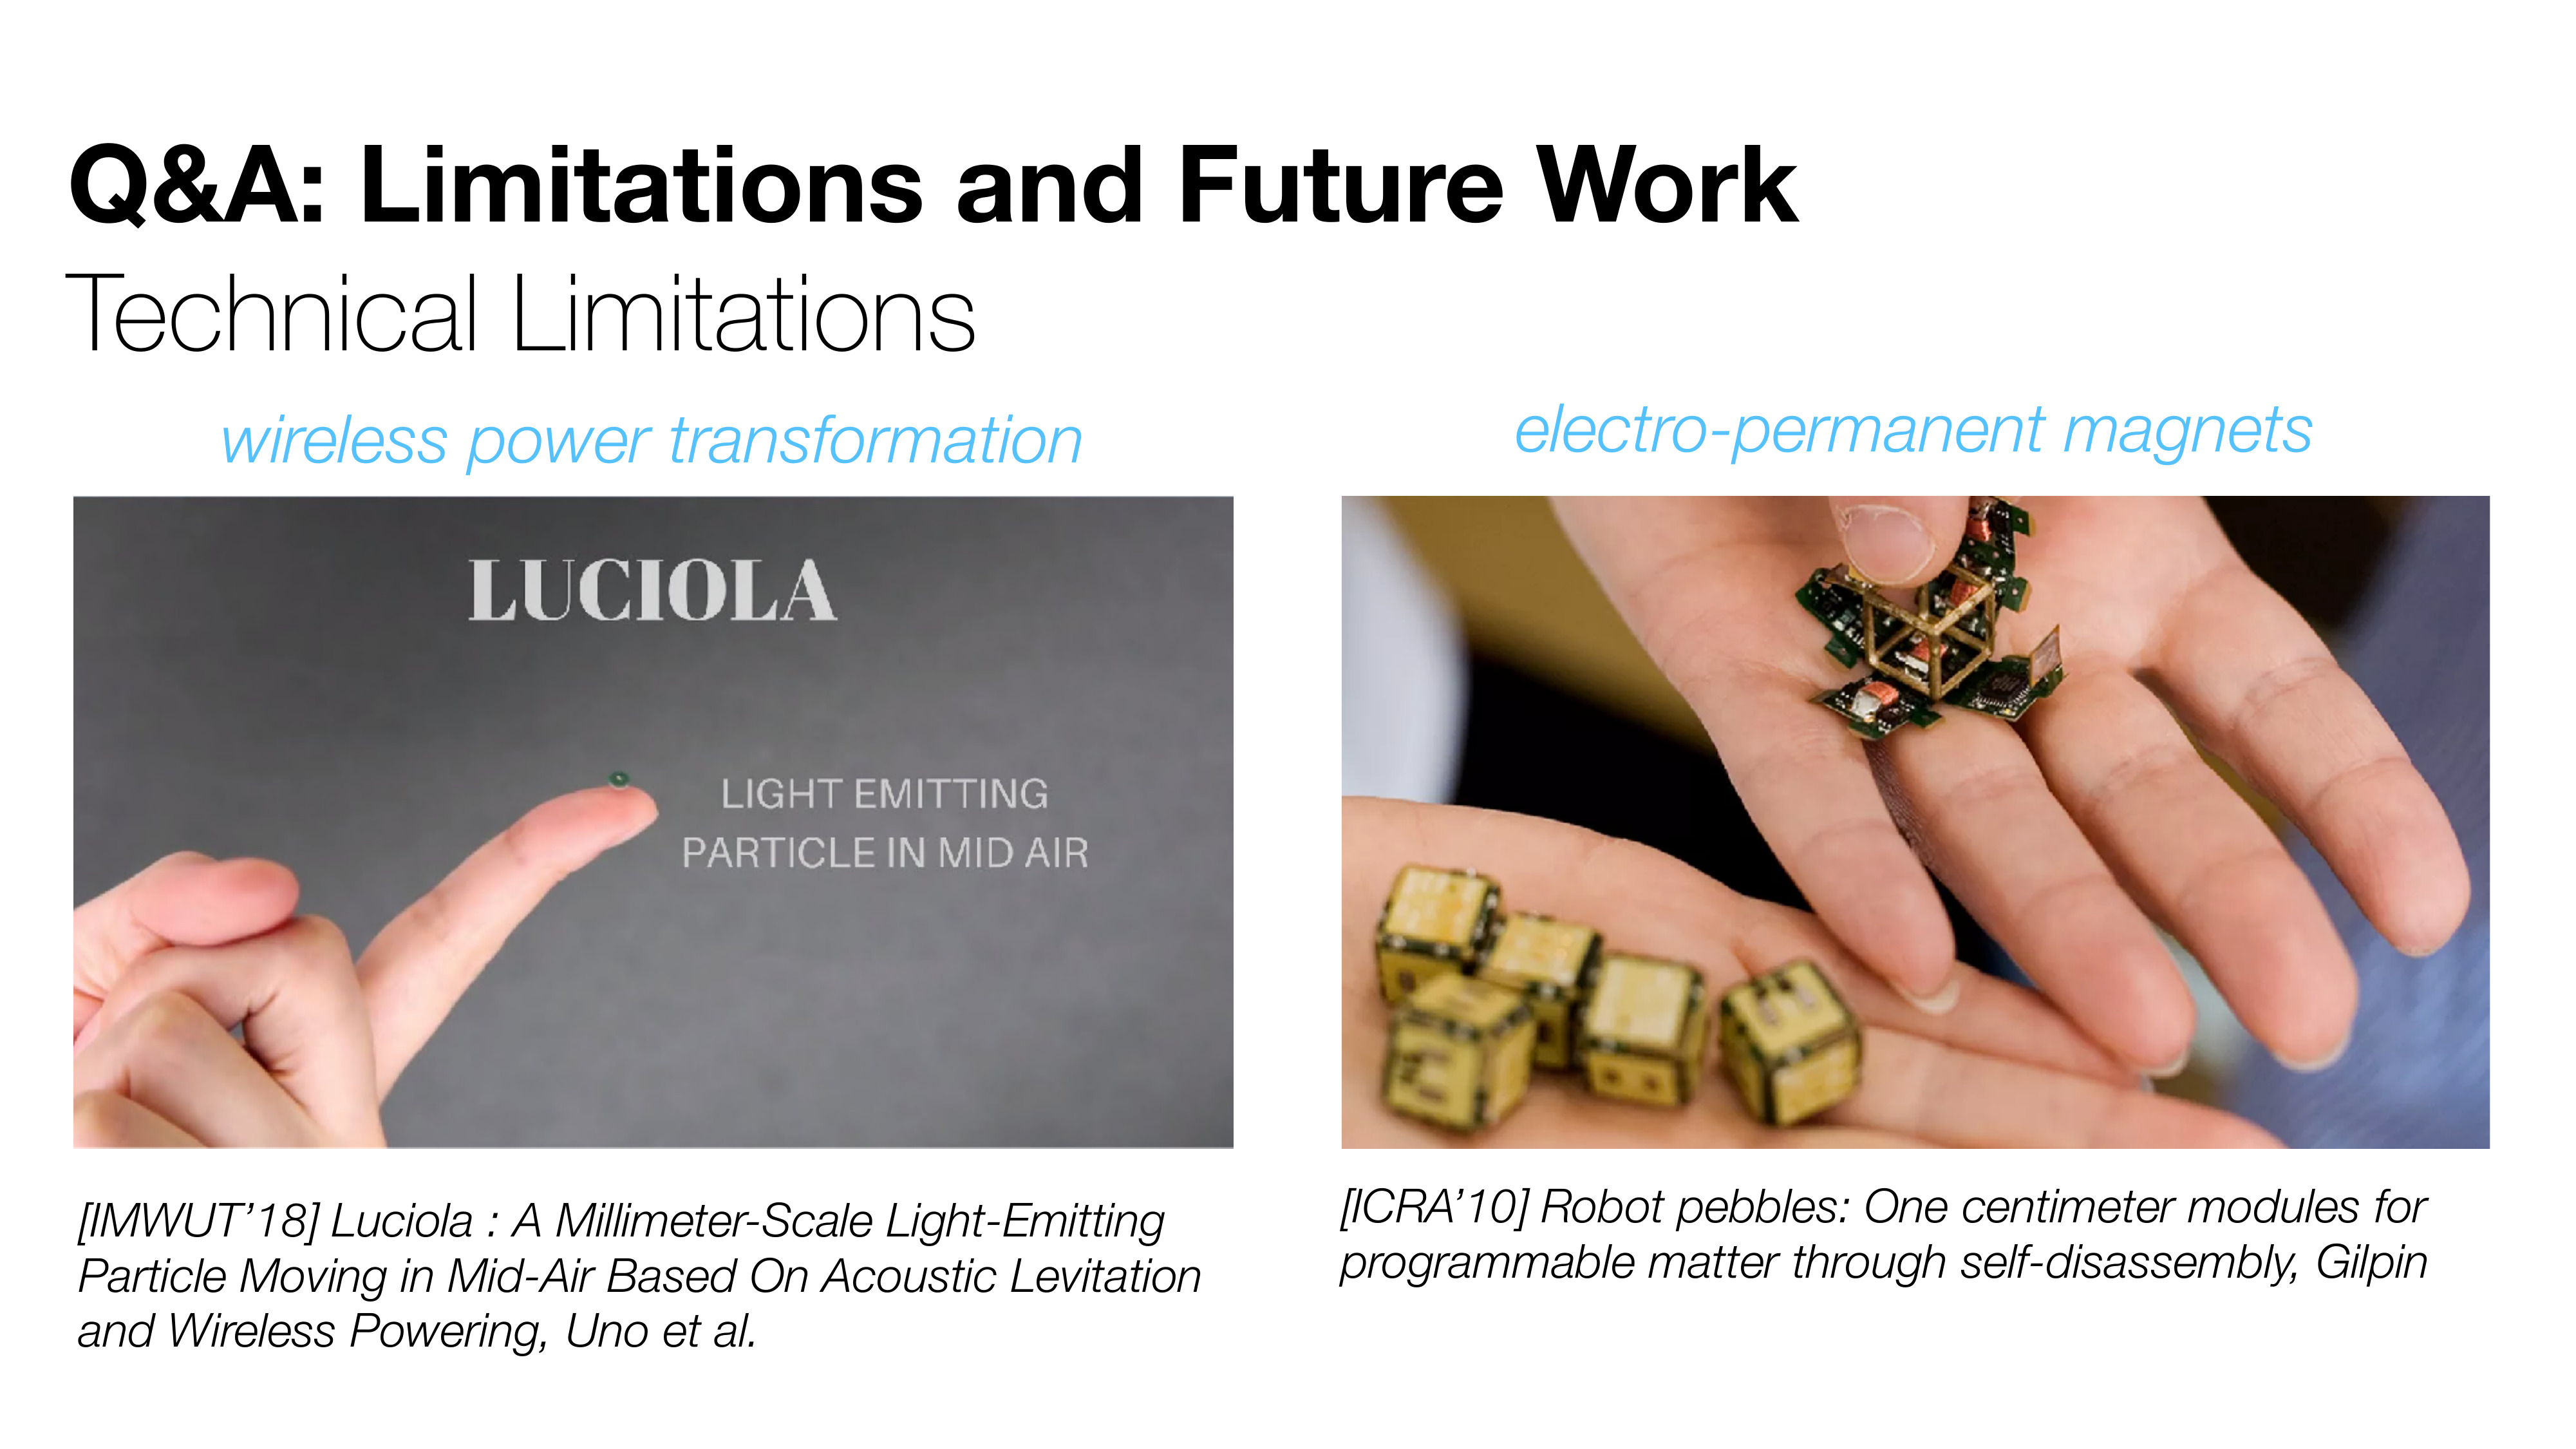 Q&A: Limitations and Future Work
Technical Limitations
wireless power transformation
LUCIOLA
LIGHT EMITTING
PARTICLE IN MID AIR
[IMWUT’18] Luciola : A Millimeter-Scale Light-Emitting
Particle Moving in Mid-Air Based On Acoustic Levitation
and Wireless Powering, Uno et al.
electro-permanent magnets
[ICRA’10] Robot pebbles: One centimeter modules for
programmable matter through self-disassembly, Gilpin